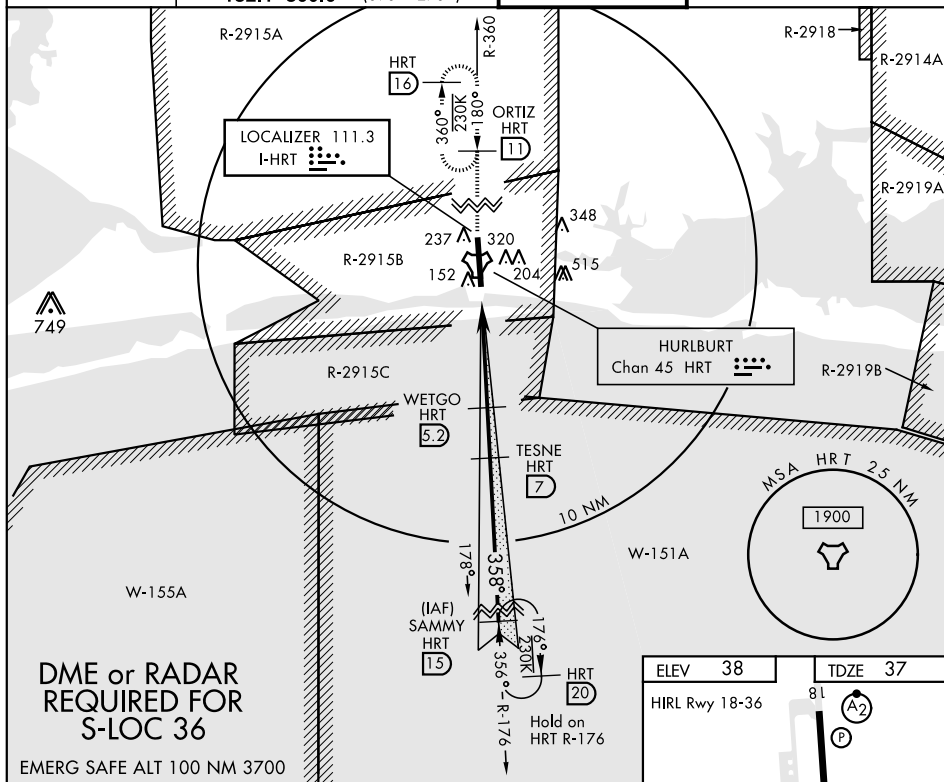 R-2915A
R-360
R-2918
R-2914A
HRT
16
360°
230K
180°
ORTIZ
HRT
11
LOCALIZER 111.3
I-HRT
R-2919A
237
320
348
R-2915B
152
204
515
749
HURLBURT
Chan 45 HRT
R-2919B
R-2915C
WETGO
HRT
5.2
TESNE
HRT
7
10 NM
MSA HRT 25 NM
1900
178°
358°
W-151A
W-155A
(IAF)
SAMMY
HRT
15
176°
230K
356°
R-176
HRT
20
Hold on
HRT R-176
DME or RADAR
REQUIRED FOR
S-LOC 36
EMERG SAFE ALT 100 NM 3700
ELEV 38
TDZE 37
HIRL Rwy 18-36
18
A2
P